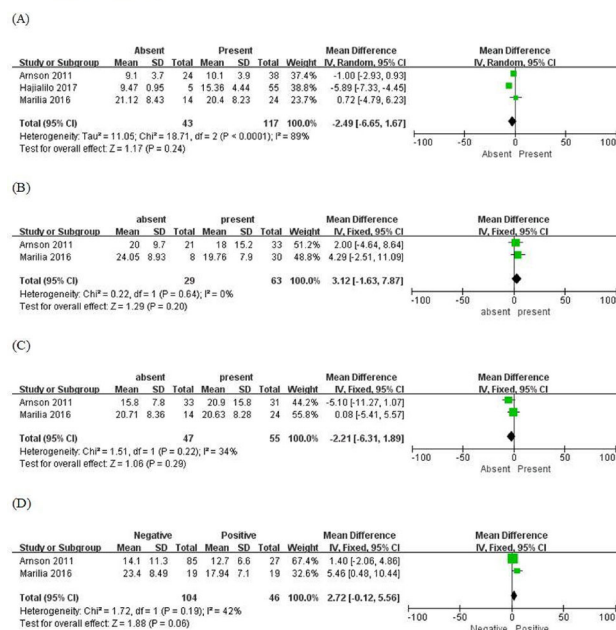 (A)
Absent Present Mean Difference Mean Difference
Study or Subgroup Mean SD Total Mean SD Total Weight IV, Random, 95% CI IV, Random, 95% CI
Arnson 2011 9.1 3.7 24 10.1 3.9 38 37.4% -1.00 [-2.93, 0.93]
Hajialilo 2017 9.47 0.95 5 15.36 4.44 55 38.8% -5.89 [-7.33, -4.45]
Marilia 2016 21.12 8.43 14 20.4 8.23 24 23.7% 0.72 [-4.79, 6.23]
Total (95% CI) 43 117 100.0% -2.49 [-6.65, 1.67]
Heterogeneity: Tau² = 11.05; Chi² = 18.71, df = 2 (P < 0.0001); I² = 89%
Test for overall effect: Z = 1.17 (P = 0.24)
-100 -50 0 50 100
Absent Present
(B)
absent present Mean Difference Mean Difference
Study or Subgroup Mean SD Total Mean SD Total Weight IV, Fixed, 95% CI IV, Fixed, 95% CI
Arnson 2011 20 9.7 21 18 15.2 33 51.2% 2.00 [-4.64, 8.64]
Marilia 2016 24.05 8.93 8 19.76 7.9 30 48.8% 4.29 [-2.51, 11.09]
Total (95% CI) 29 63 100.0% 3.12 [-1.63, 7.87]
Heterogeneity: Chi² = 0.22, df = 1 (P = 0.64); I² = 0%
Test for overall effect: Z = 1.29 (P = 0.20)
-100 -50 0 50 100
absent present
(C)
absent present Mean Difference Mean Difference
Study or Subgroup Mean SD Total Mean SD Total Weight IV, Fixed, 95% CI IV, Fixed, 95% CI
Arnson 2011 15.8 7.8 33 20.9 15.8 31 44.2% -5.10 [-11.27, 1.07]
Marilia 2016 20.71 8.36 14 20.63 8.28 24 55.8% 0.08 [-5.41, 5.57]
Total (95% CI) 47 55 100.0% -2.21 [-6.31, 1.89]
Heterogeneity: Chi² = 1.51, df = 1 (P = 0.22); I² = 34%
Test for overall effect: Z = 1.06 (P = 0.29)
-100 -50 0 50 100
Absent Present
(D)
Negative Positive Mean Difference Mean Difference
Study or Subgroup Mean SD Total Mean SD Total Weight IV, Fixed, 95% CI IV, Fixed, 95% CI
Arnson 2011 14.1 11.3 85 12.7 6.6 27 67.4% 1.40 [-2.06, 4.86]
Marilia 2016 23.4 8.49 19 17.94 7.1 19 32.6% 5.46 [0.48, 10.44]
Total (95% CI) 104 46 100.0% 2.72 [-0.12, 5.56]
Heterogeneity: Chi² = 1.72, df = 1 (P = 0.19); I² = 42%
Test for overall effect: Z = 1.88 (P = 0.06)
-100 -50 0 50 100
Negative Positive